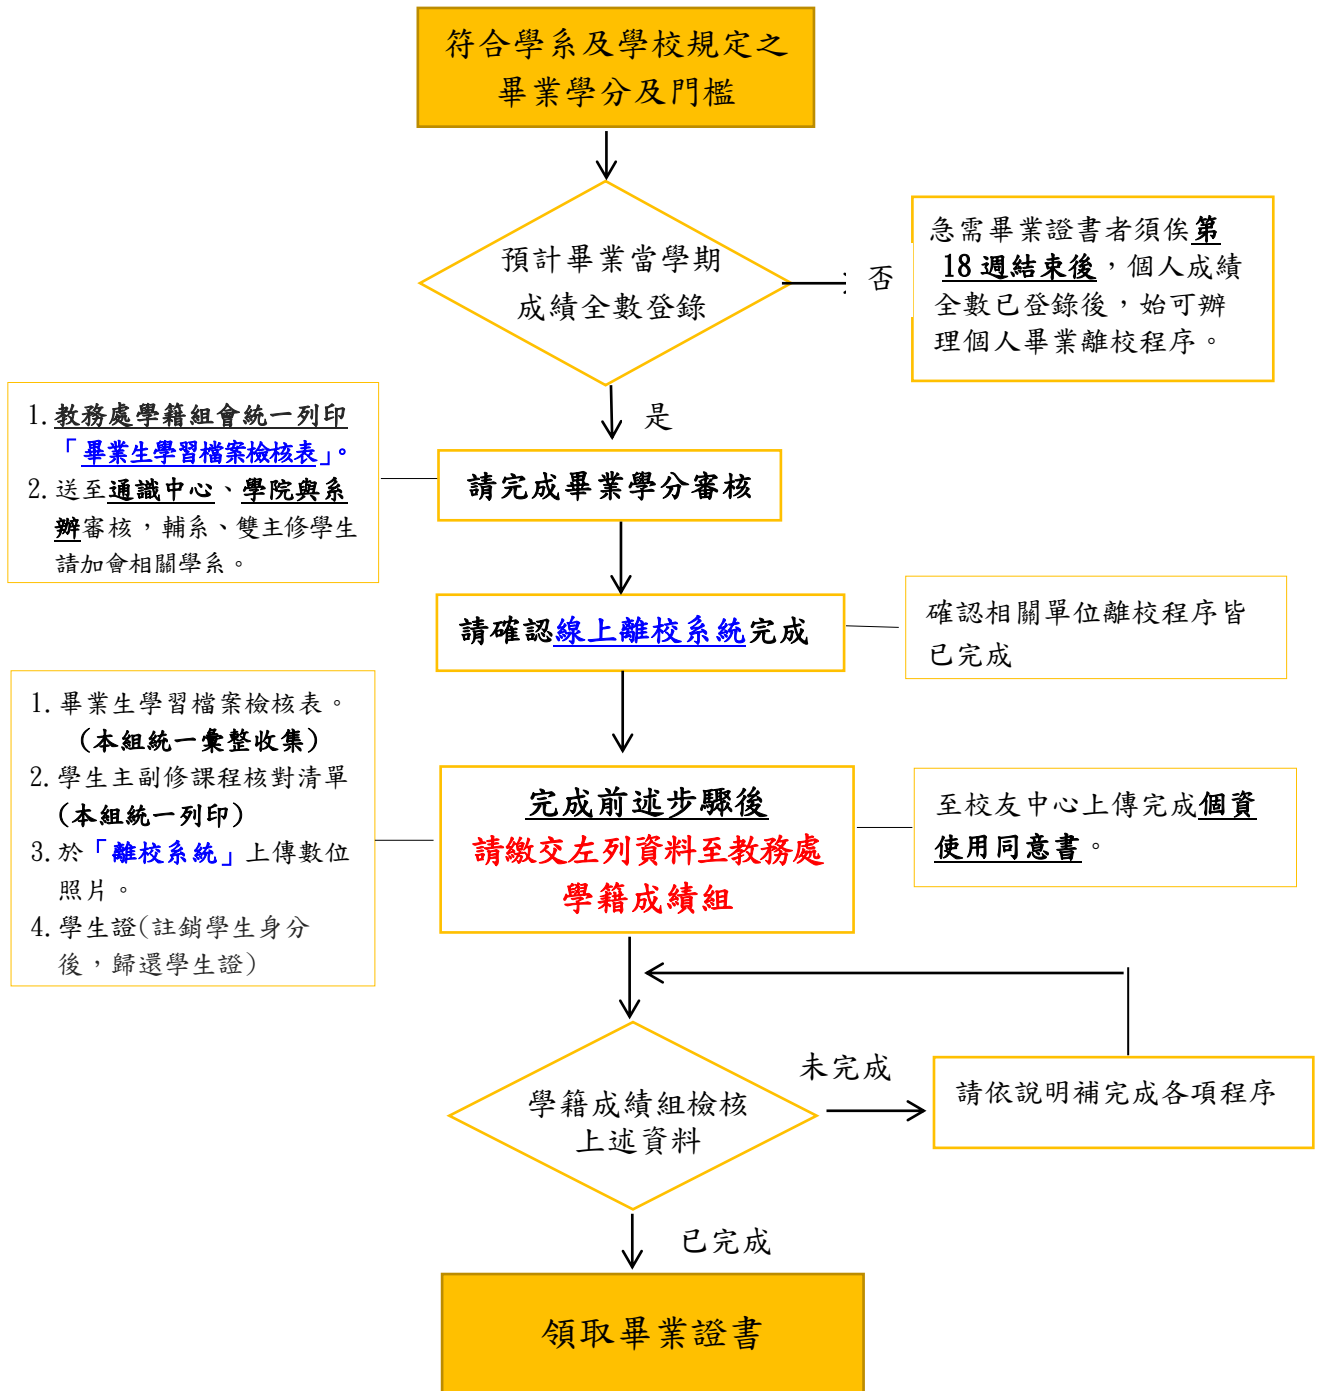 符合學系及學校規定之
畢業學分及門檻
預計畢業當學期
成績全數登錄
否
急需畢業證書者須俟第
18 週結束後，個人成績
全數已登錄後，始可辦
理個人畢業離校程序。
是
1. 教務處學籍組會統一列印
「畢業生學習檔案檢核表」。
2. 送至通識中心、學院與系
辦審核，輔系、雙主修學生
請加會相關學系。
請完成畢業學分審核
請確認線上離校系統完成
確認相關單位離校程序皆
已完成
1. 畢業生學習檔案檢核表。
(本組統一彙整收集)
2. 學生主副修課程核對清單
(本組統一列印)
3. 於「離校系統」上傳數位
照片。
4. 學生證(註銷學生身分
後，歸還學生證)
完成前述步驟後
請繳交左列資料至教務處
學籍成績組
至校友中心上傳完成個資
使用同意書。
學籍成績組檢核
上述資料
未完成
請依說明補完成各項程序
已完成
領取畢業證書